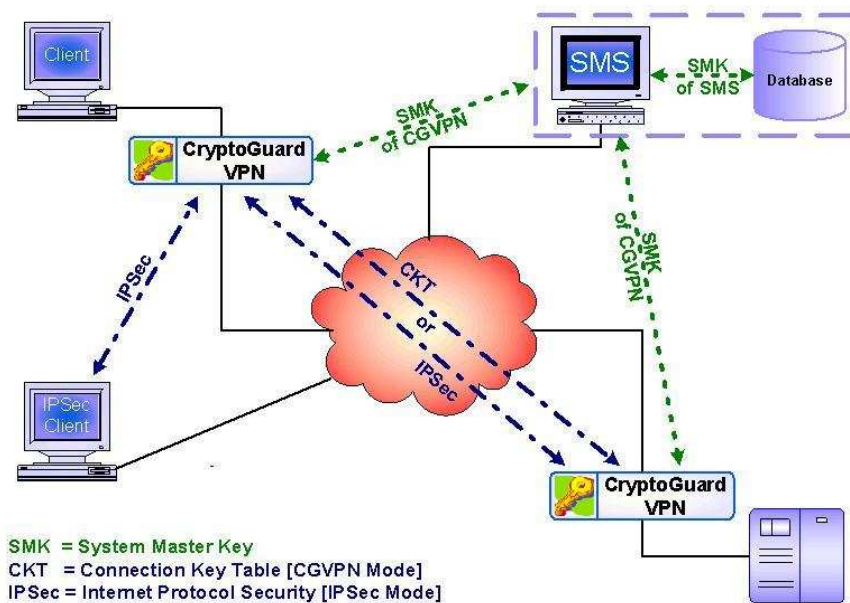 Client
SMS
SMK
of SMS
Database
SMK
of CGVPN
CryptoGuard
VPN
SMK
of CGVPN
IPSec
CKT
or
IPSec
IPSec
Client
CryptoGuard
VPN
SMK = System Master Key
CKT = Connection Key Table [CGVPN Mode]
IPSec = Internet Protocol Security [IPSec Mode]